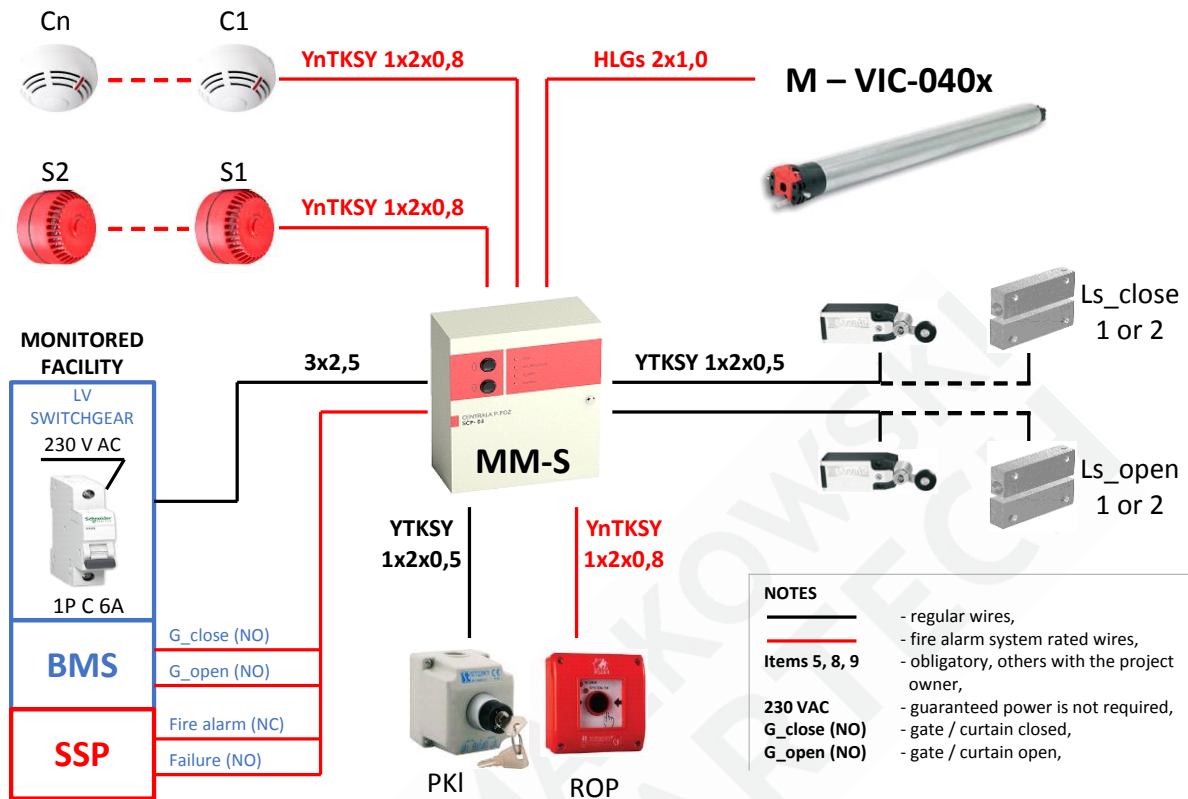 Cn
C1
YnTKSY 1x2x0,8
HLGs 2x1,0
M – VIC-040x
S2
S1
YnTKSY 1x2x0,8
Ls_close
1 or 2
MONITORED
FACILITY
LV
SWITCHGEAR
230 V AC
3x2,5
YTKSY 1x2x0,5
CENTRALA P.POZ
MM-S
Ls_open
1 or 2
Schneider
1P C 6A
YTKSY
1x2x0,5
YnTKSY
1x2x0,8
BMS
G_close (NO)
G_open (NO)
SSP
Fire alarm (NC)
Failure (NO)
PKl
ROP
NOTES
- regular wires,
- fire alarm system rated wires,
Items 5, 8, 9 - obligatory, others with the project
owner,
230 VAC - guaranteed power is not required,
G_close (NO) - gate / curtain closed,
G_open (NO) - gate / curtain open,